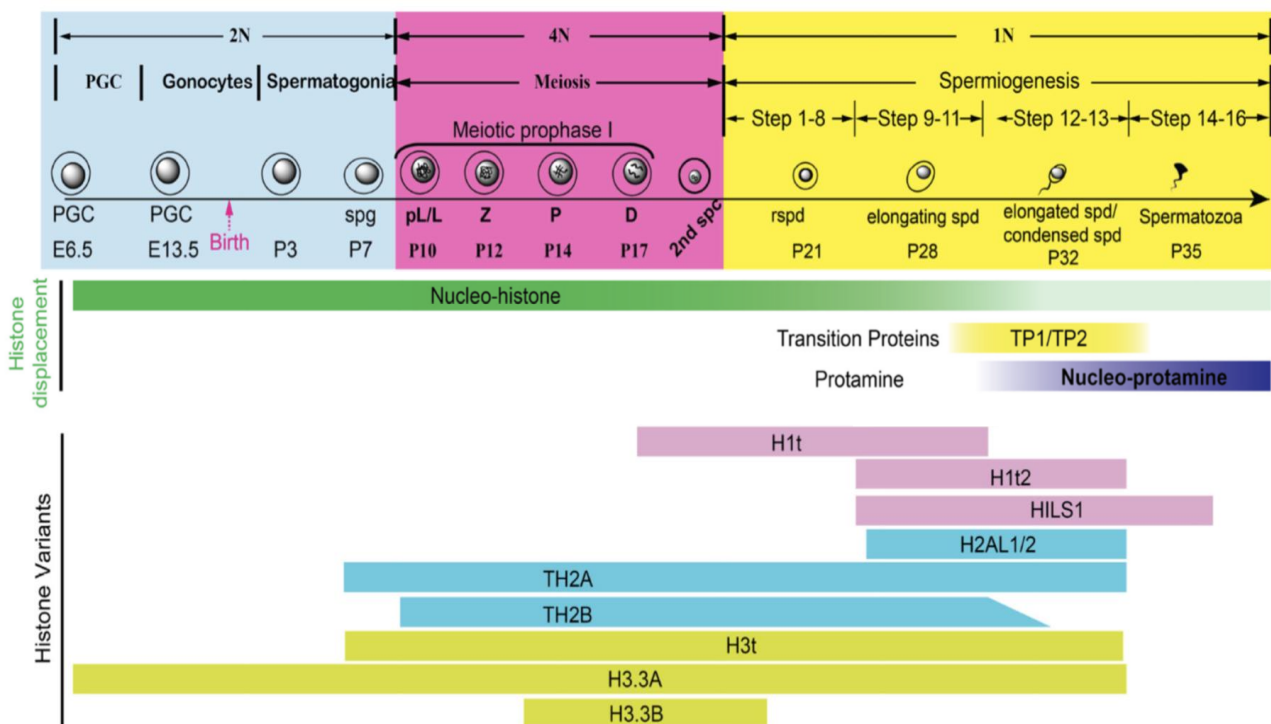 2N 4N 1N
PGC Gonocytes Spermatogonia Meiosis Spermiogenesis
Meiotic prophase I Step 1-8 Step 9-11 Step 12-13 Step 14-16
PGC PGC spg pL/L Z P D 2nd spc rspd elongating spd elongated spd/ Spermatozoa
condensed spd
E6.5 E13.5 Birth P3 P7 P10 P12 P14 P17 P21 P28 P32 P35
Histone
displacement
Nucleo-histone
Transition Proteins TP1/TP2
Protamine Nucleo-protamine
Histone Variants
H1t
H1t2
HILS1
H2AL1/2
TH2A
TH2B
H3t
H3.3A
H3.3B